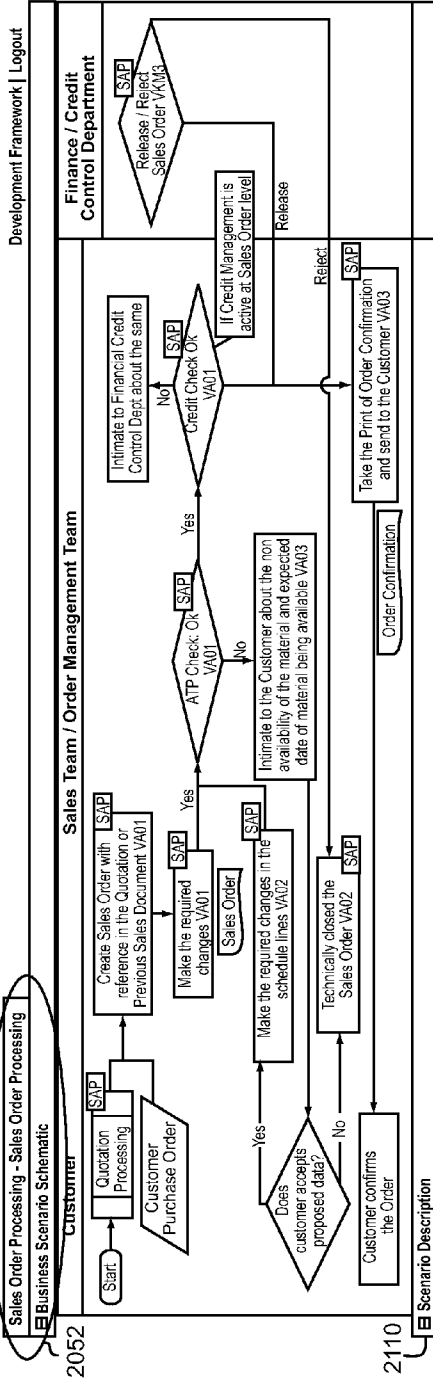 Development Framework | Logout
Sales Order Processing - Sales Order Processing
Business Scenario Schematic
2052
Customer
Sales Team / Order Management Team
Finance / Credit
Control Department
Start
SAP
Quotation
Processing
Customer
Purchase Order
SAP
Create Sales Order with
reference in the Quotation or
Previous Sales Document VA01
SAP
Make the required
changes VA01
Sales Order
Yes
SAP
ATP Check: Ok
VA01
Yes
No
SAP
Credit Check Ok
VA01
No
Intimate to Financial Credit
Control Dept about the same
If Credit Management is
active at Sales Order level
SAP
Release / Reject
Sales Order VKM3
Release
Reject
SAP
Make the required changes in the
schedule lines VA02
Intimate to the Customer about the non
availability of the material and expected
date of material being available VA03
Does
customer accepts
proposed data?
Yes
No
Technically closed the
Sales Order VA02
SAP
SAP
Take the Print of Order Confirmation
and send to the Customer VA03
Order Confirmation
Customer confirms
the Order
2110
Scenario Description